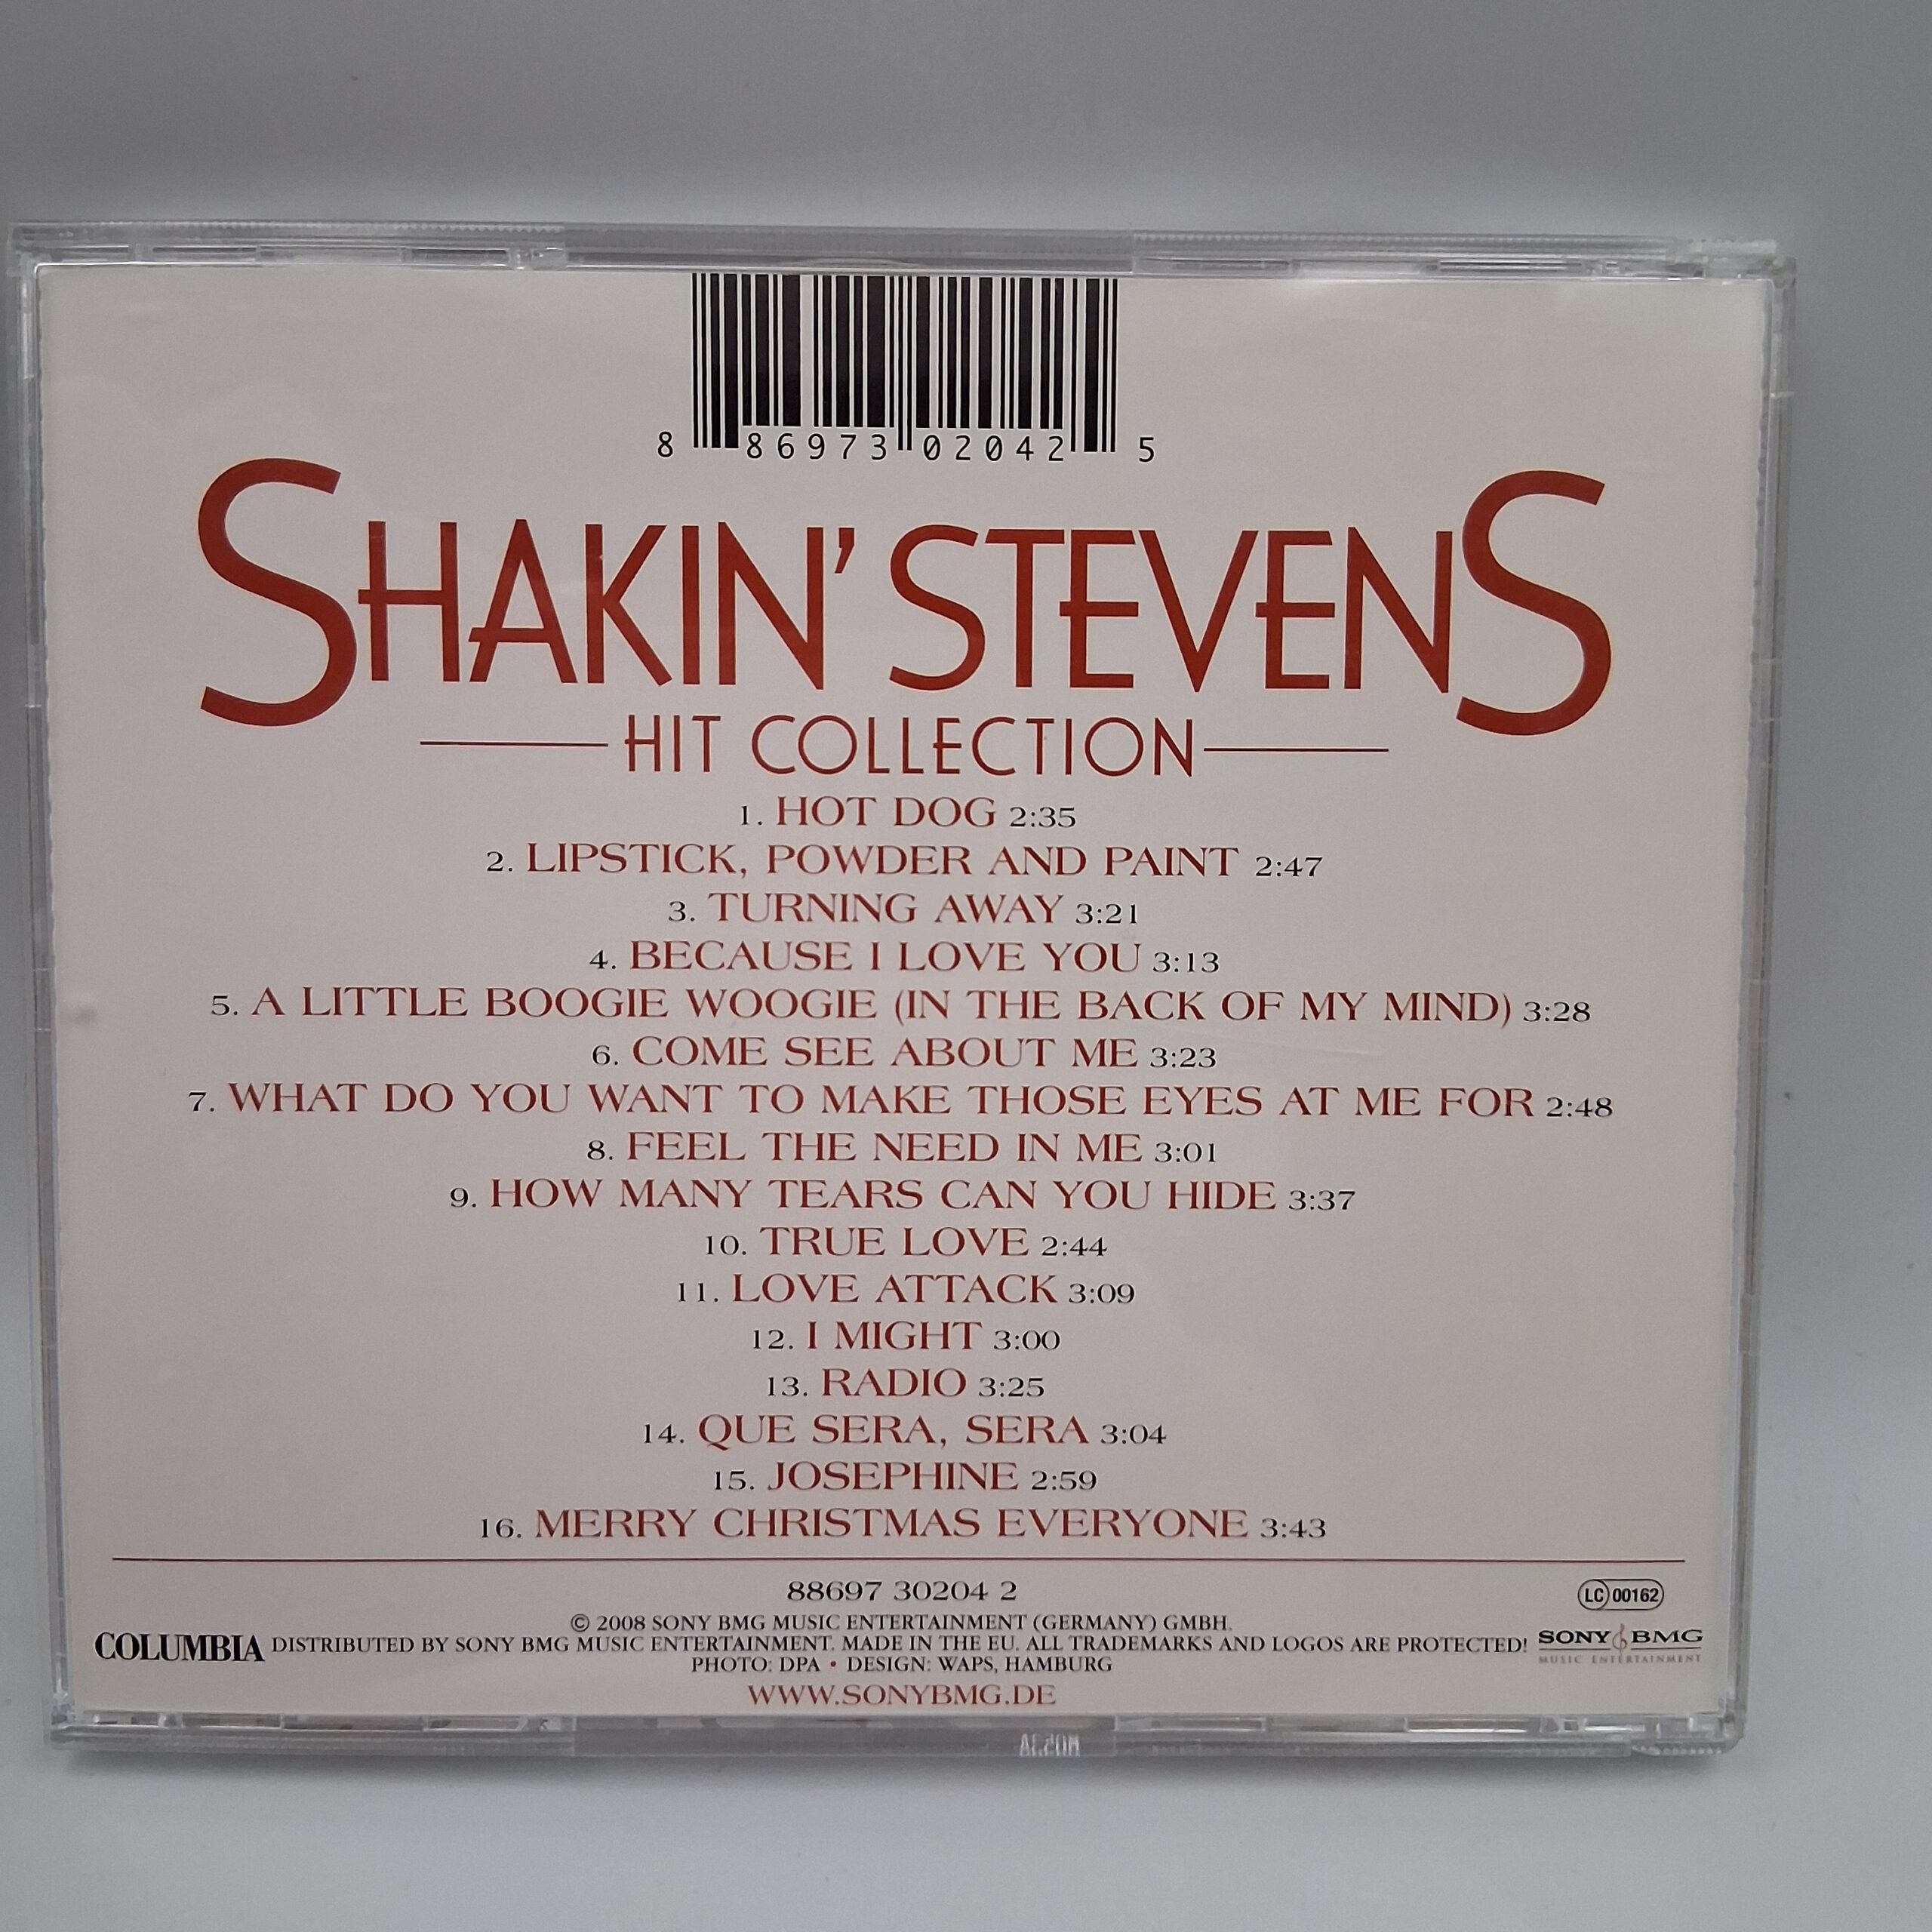 8 86973 02042 5
SHAKIN' STEVENS
HIT COLLECTION
1. HOT DOG 2:35
2. LIPSTICK, POWDER AND PAINT 2:47
3. TURNING AWAY 3:21
4. BECAUSE I LOVE YOU 3:13
5. A LITTLE BOOGIE WOOGIE (IN THE BACK OF MY MIND) 3:28
6. COME SEE ABOUT ME 3:23
7. WHAT DO YOU WANT TO MAKE THOSE EYES AT ME FOR 2:48
8. FEEL THE NEED IN ME 3:01
9. HOW MANY TEARS CAN YOU HIDE 3:37
10. TRUE LOVE 2:44
11. LOVE ATTACK 3:09
12. I MIGHT 3:00
13. RADIO 3:25
14. QUE SERA, SERA 3:04
15. JOSEPHINE 2:59
16. MERRY CHRISTMAS EVERYONE 3:43
88697 30204 2
LC 00162
© 2008 SONY BMG MUSIC ENTERTAINMENT (GERMANY) GMBH.
COLUMBIA DISTRIBUTED BY SONY BMG MUSIC ENTERTAINMENT. MADE IN THE EU. ALL TRADEMARKS AND LOGOS ARE PROTECTED! SONY BMG
MUSIC ENTERTAINMENT
PHOTO: DPA • DESIGN: WAPS, HAMBURG
WWW.SONYBMG.DE